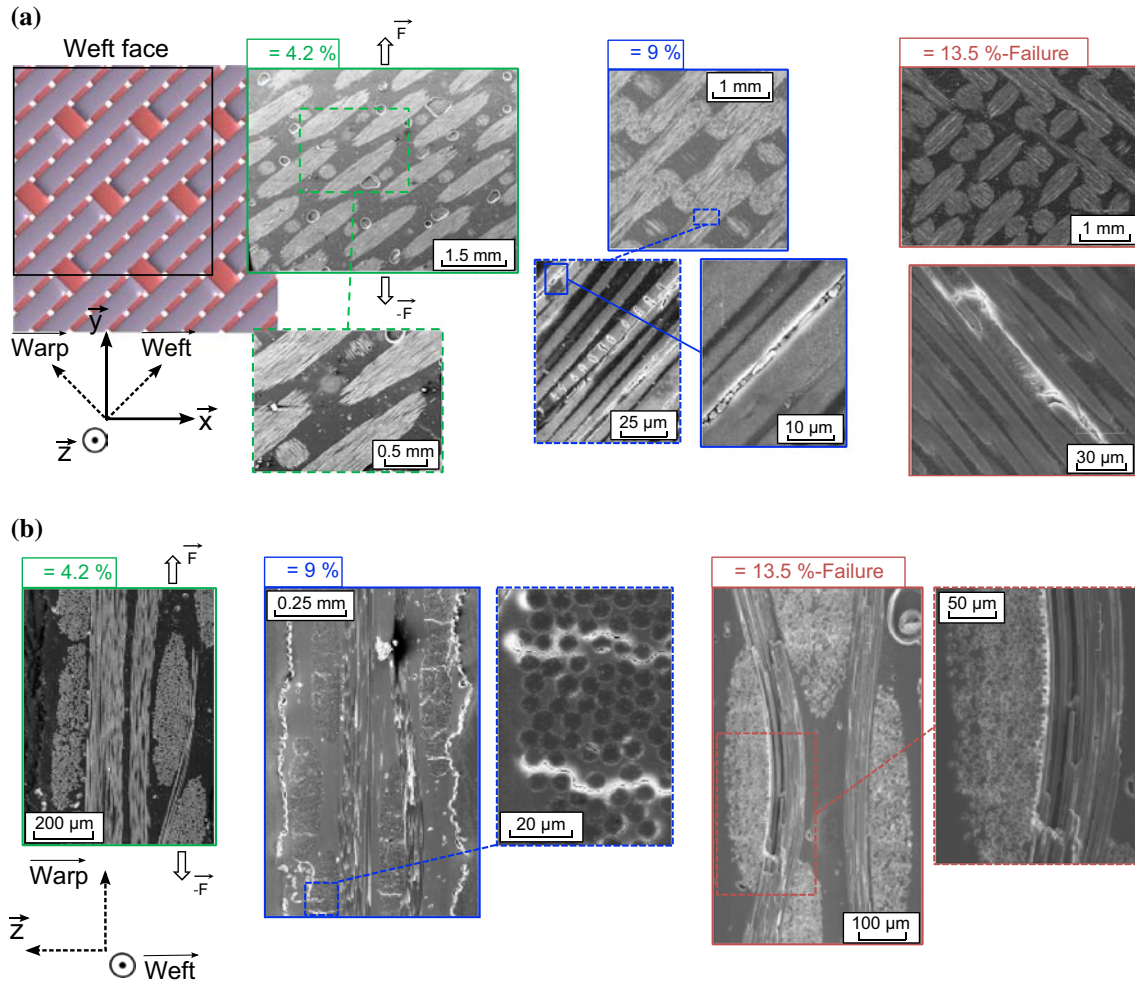 (a)
Weft face
= 4.2 %
F
= 9 %
= 13.5 %-Failure
1 mm
1.5 mm
1 mm
-F
y
Warp
Weft
x
z
0.5 mm
25 µm
10 µm
30 µm
(b)
= 4.2 %
F
= 9 %
= 13.5 %-Failure
0.25 mm
50 µm
200 µm
20 µm
100 µm
Warp
-F
z
Weft